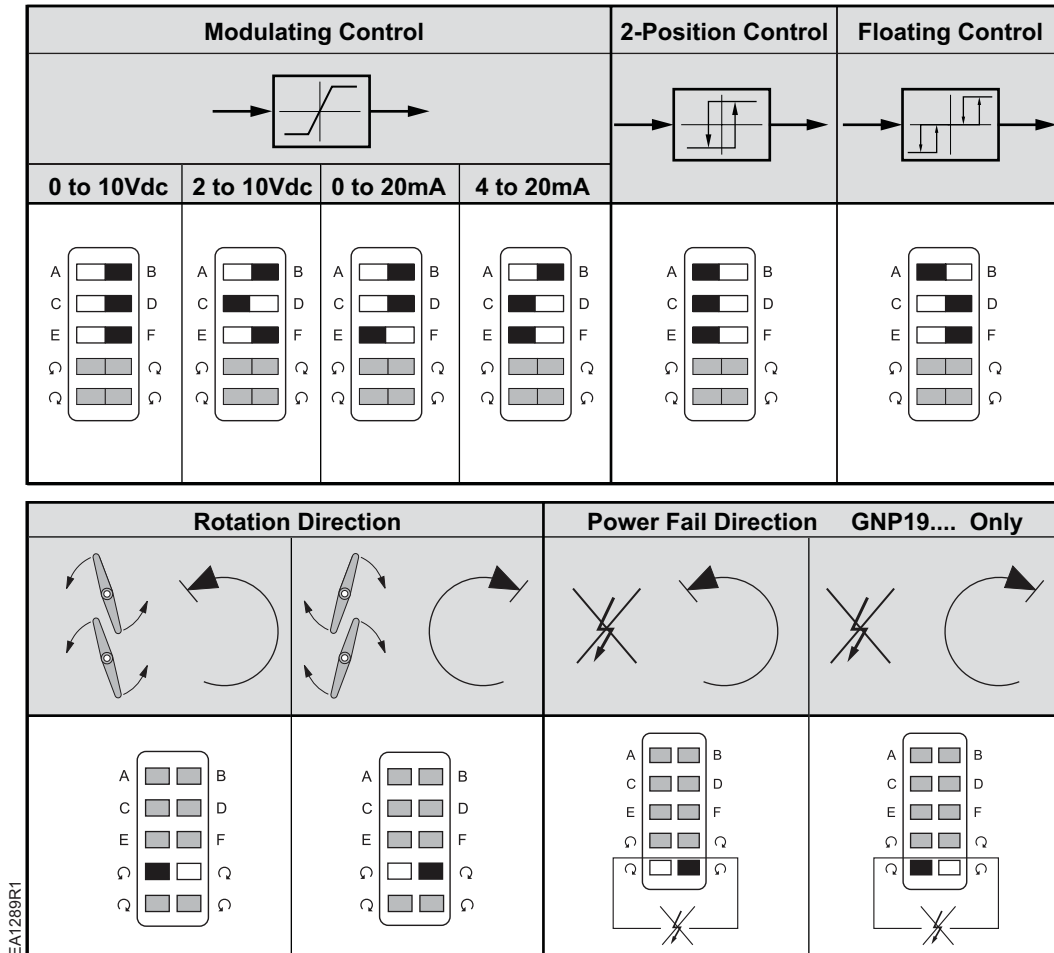 Modulating Control 2-Position Control Floating Control
0 to 10Vdc 2 to 10Vdc 0 to 20mA 4 to 20mA
A B A B A B A B A B A B
C D C D C D C D C D C D
E F E F E F E F E F E F
Rotation Direction Power Fail Direction GNP19.... Only
A B A B A B A B
C D C D C D C D
E F E F E F E F
EA1289R1